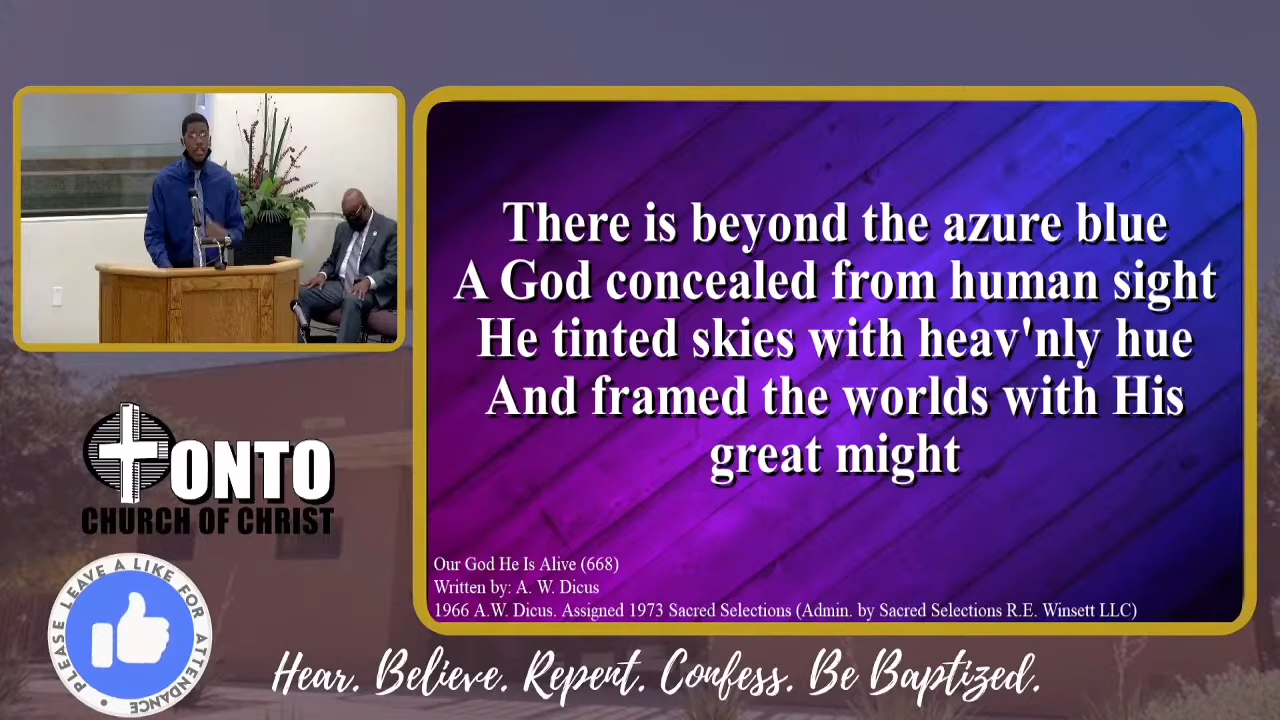 There is beyond the azure blue
A God concealed from human sight
He tinted skies with heav'nly hue
And framed the worlds with His
great might
Our God He Is Alive (668)
Written by: A. W. Dicus
1966 A.W. Dicus. Assigned 1973 Sacred Selections (Admin. by Sacred Selections R.E. Winsett LLC)
TONTO
CHURCH OF CHRIST
PLEASE LEAVE A LIKE FOR ATTENDANCE
Hear. Believe. Repent. Confess. Be Baptized.